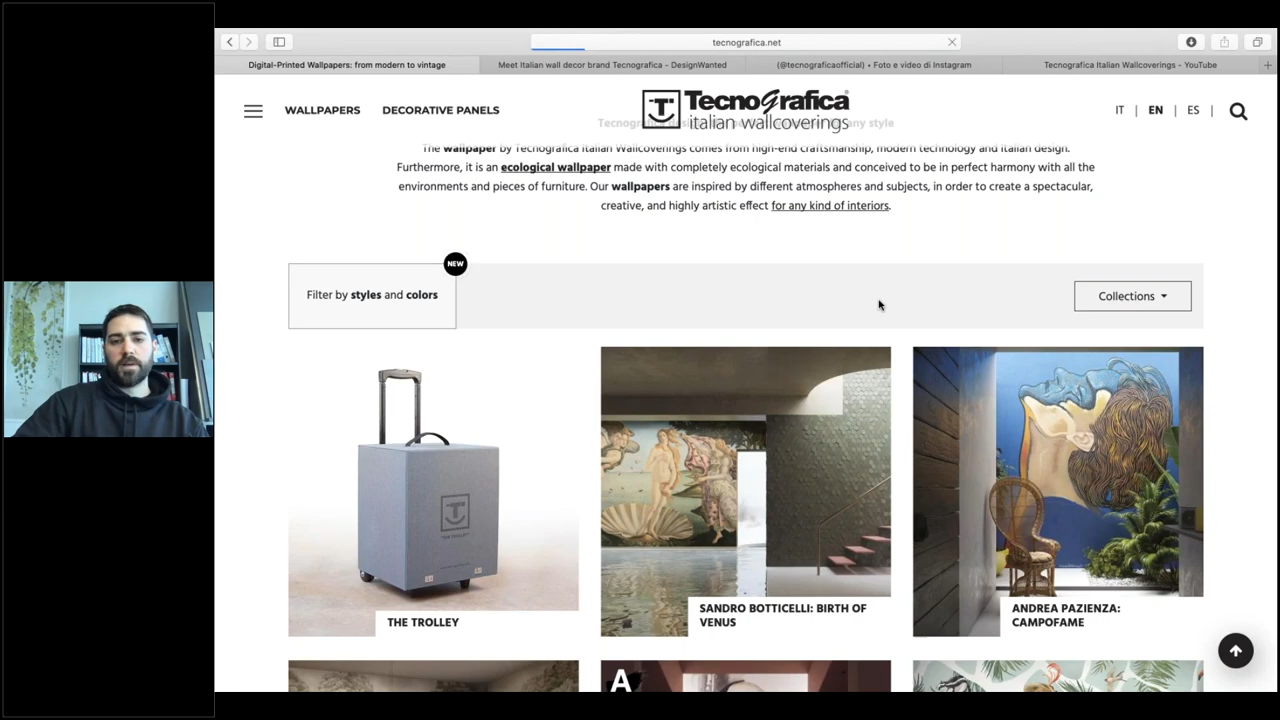 tecnografica.net
Digital-Printed Wallpapers: from modern to vintage
Meet Italian wall decor brand Tecnografica - DesignWanted
(@tecnograficaofficial) • Foto e video di Instagram
Tecnografica Italian Wallcoverings - YouTube
WALLPAPERS
DECORATIVE PANELS
TecnoGrafica
italian wallcoverings
IT | EN | ES |
The wallpaper by Tecnografica Italian Wallcoverings comes from high-end craftsmanship, modern technology and Italian design.
Furthermore, it is an ecological wallpaper made with completely ecological materials and conceived to be in perfect harmony with all the
environments and pieces of furniture. Our wallpapers are inspired by different atmospheres and subjects, in order to create a spectacular,
creative, and highly artistic effect for any kind of interiors.
NEW
Filter by styles and colors
Collections
THE TROLLEY
SANDRO BOTTICELLI: BIRTH OF
VENUS
ANDREA PAZIENZA:
CAMPOFAME
A